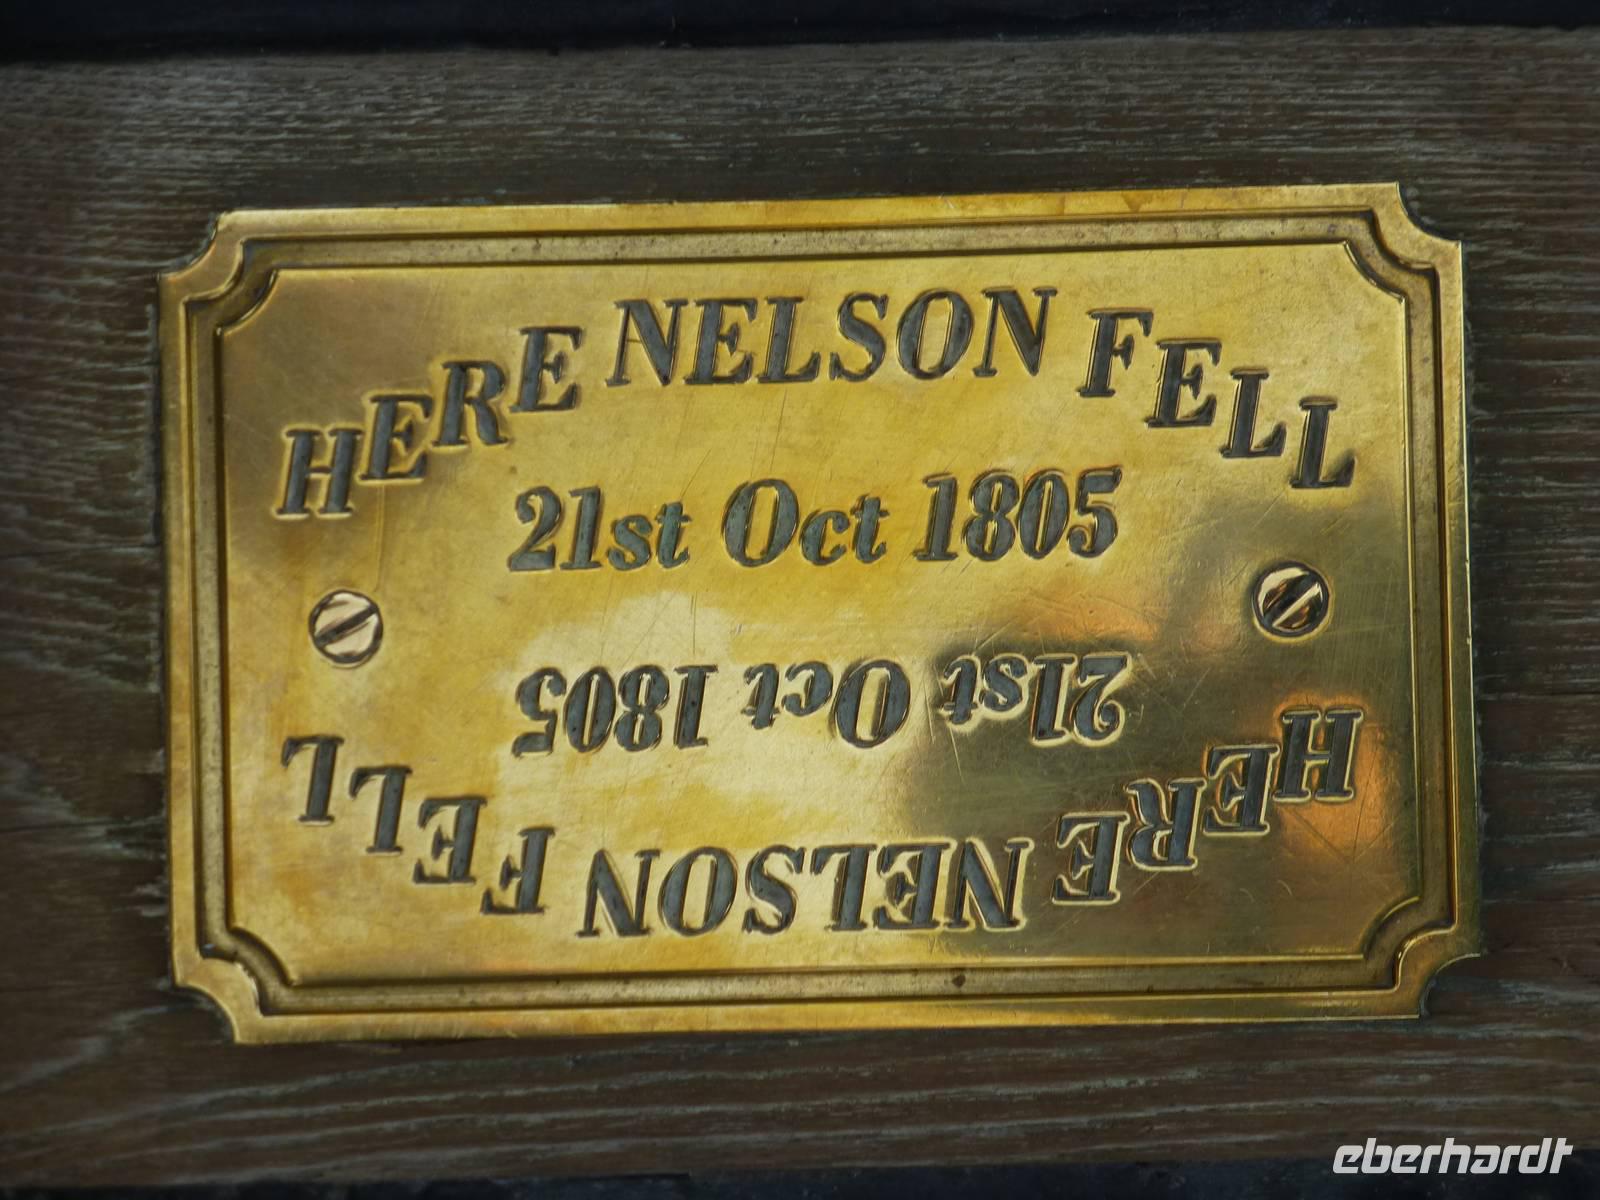 HERE NELSON FELL
21st Oct 1805
21st Oct 1805
HERE NELSON FELL
eberhardt